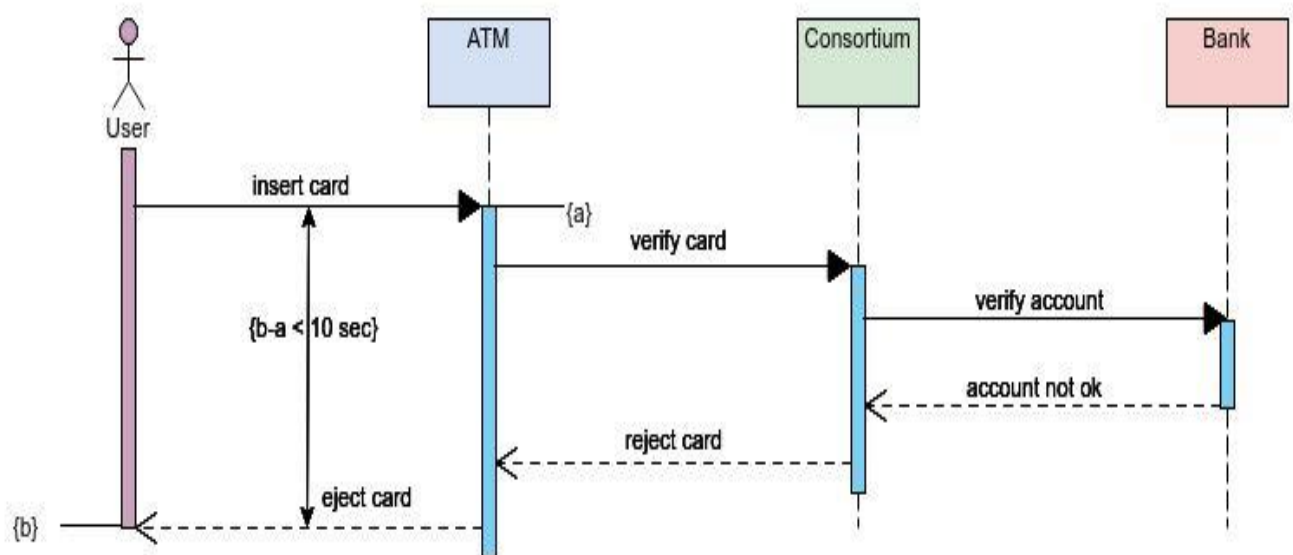 ATM
Consortium
Bank
User
insert card
{a}
verify card
verify account
{b-a < 10 sec}
account not ok
reject card
eject card
{b}